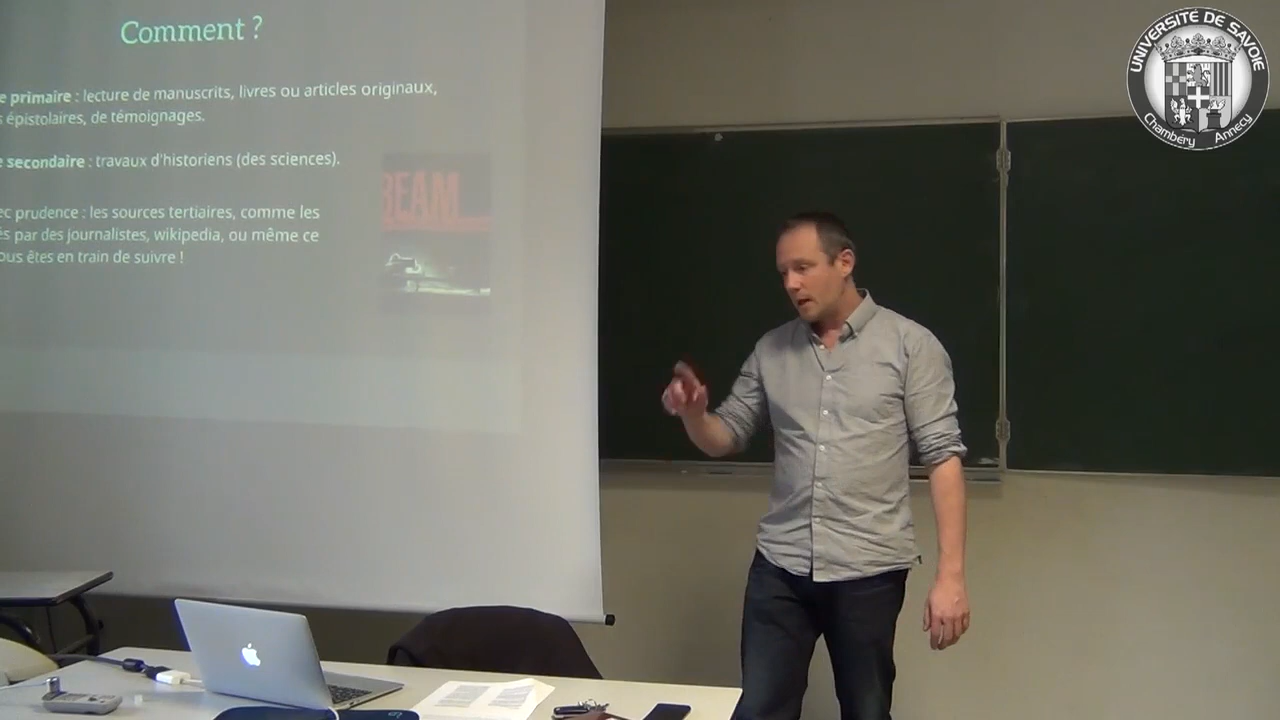 Comment ?
e primaire : lecture de manuscrits, livres ou articles originaux,
s épistolaires, de témoignages.
e secondaire : travaux d'historiens (des sciences).
ec prudence : les sources tertiaires, comme les
és par des journalistes, wikipedia, ou même ce
ous êtes en train de suivre !
BEAM
UNIVERSITÉ DE SAVOIE
Chambéry Annecy